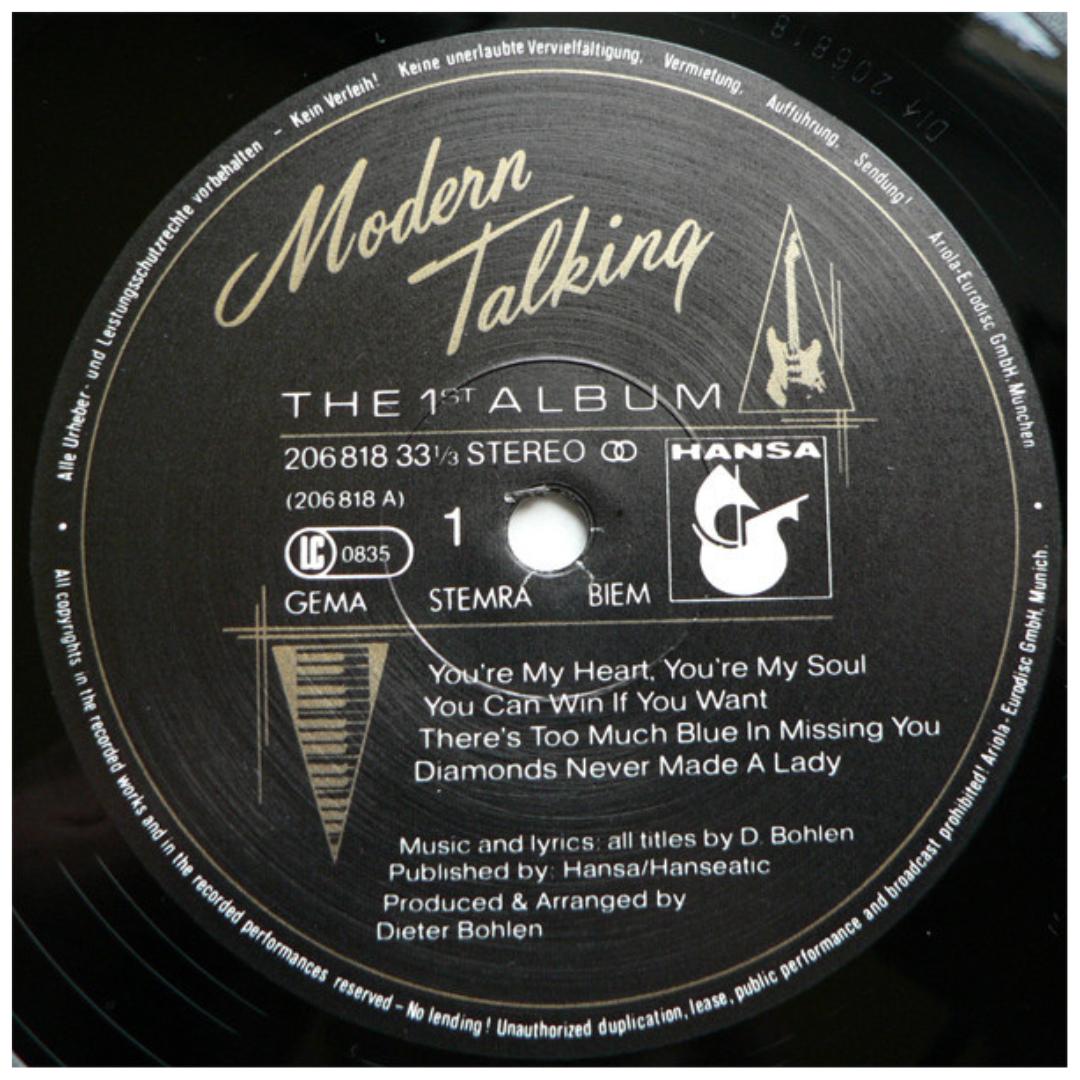 Alle Urheber- und Leistungsschutzrechte vorbehalten – Kein Verleih! Keine unerlaubte Vervielfältigung, Vermietung, Aufführung, Sendung! Ariola-Eurodisc GmbH, München
Modern
Talking
THE 1ST ALBUM
206 818 33 1/3 STEREO
HANSA
(206 818 A)
1
LC 0835
GEMA STEMRA BIEM
You're My Heart, You're My Soul
You Can Win If You Want
There's Too Much Blue In Missing You
Diamonds Never Made A Lady
Music and lyrics: all titles by D. Bohlen
Published by: Hansa/Hanseatic
Produced & Arranged by
Dieter Bohlen
All copyrights in the recorded works and in the recorded performances reserved – No lending! Unauthorized duplication, lease, public performance and broadcast prohibited! Ariola-Eurodisc GmbH, Munich.